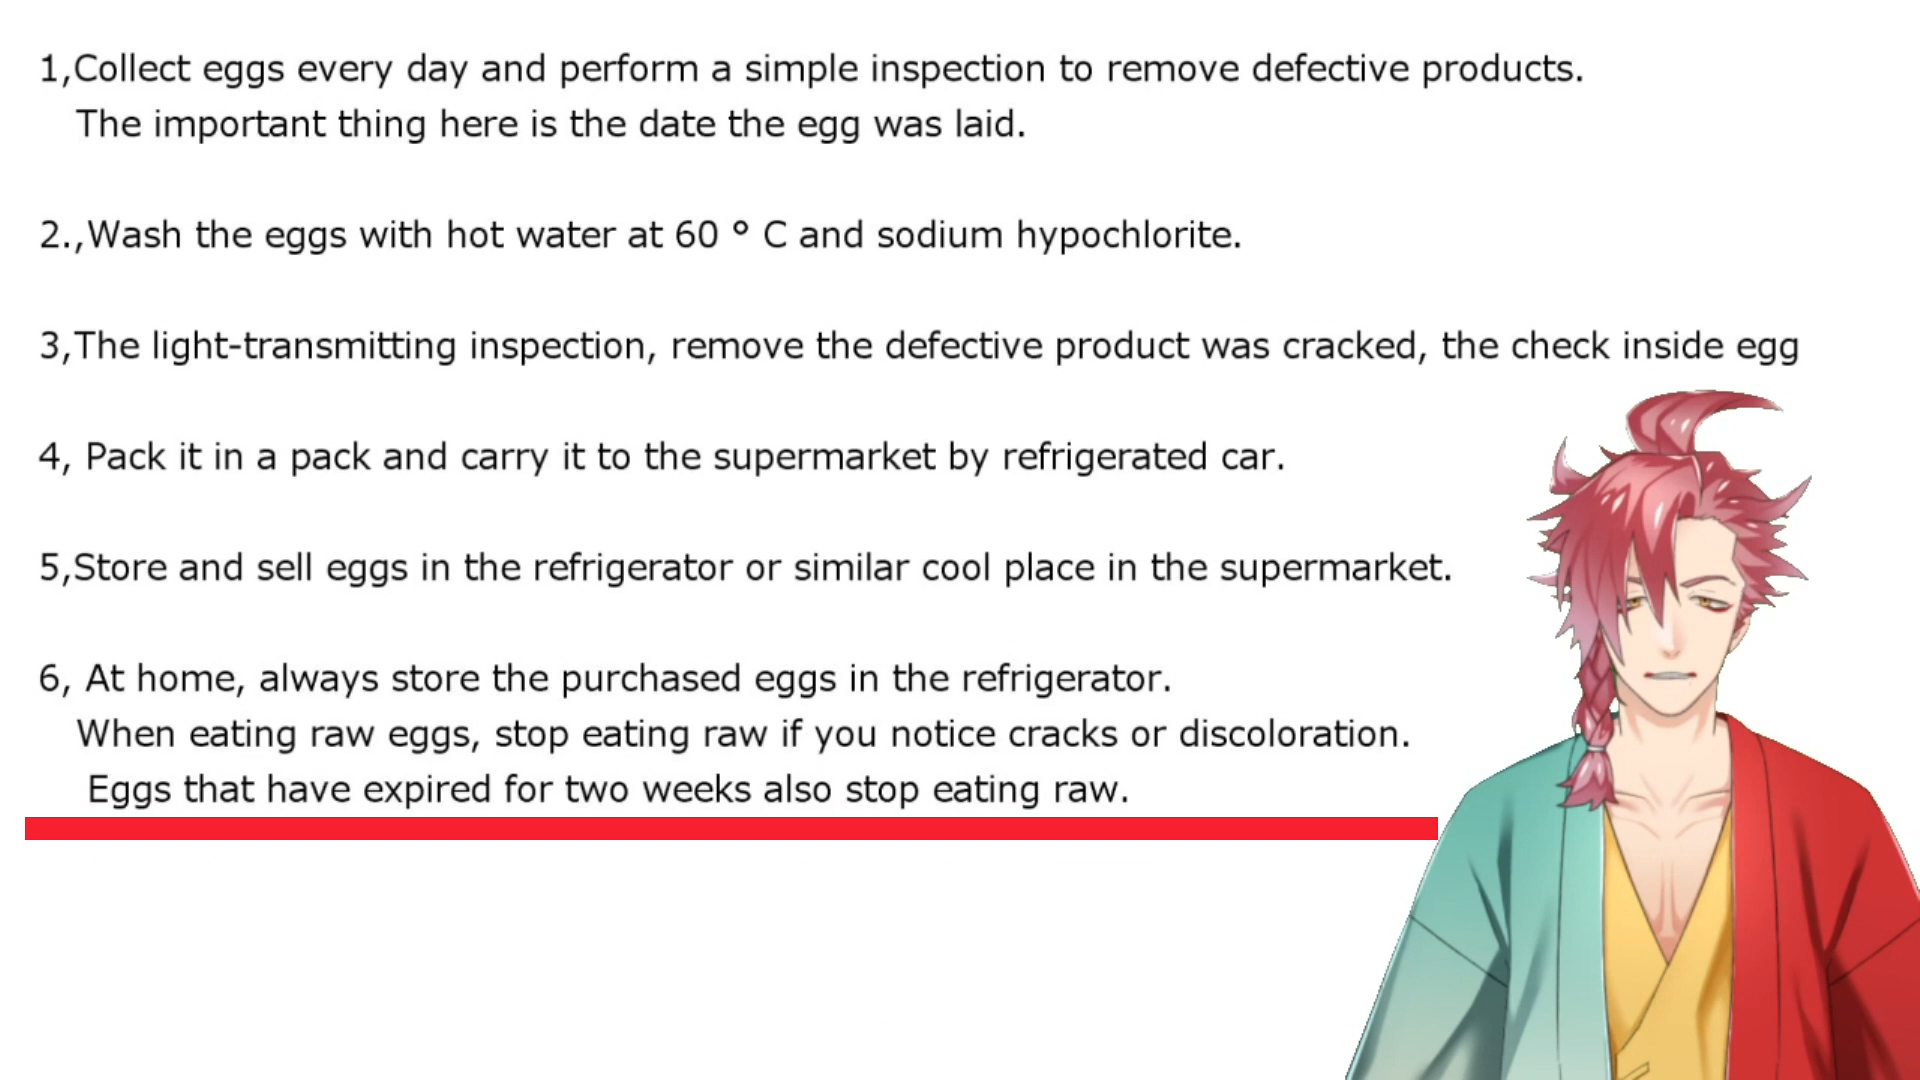 1,Collect eggs every day and perform a simple inspection to remove defective products.
The important thing here is the date the egg was laid.
2.,Wash the eggs with hot water at 60 ° C and sodium hypochlorite.
3,The light-transmitting inspection, remove the defective product was cracked, the check inside egg
4, Pack it in a pack and carry it to the supermarket by refrigerated car.
5,Store and sell eggs in the refrigerator or similar cool place in the supermarket.
6, At home, always store the purchased eggs in the refrigerator.
When eating raw eggs, stop eating raw if you notice cracks or discoloration.
Eggs that have expired for two weeks also stop eating raw.